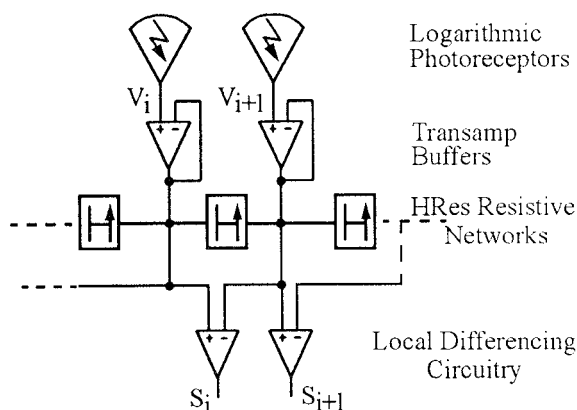 Logarithmic
Photoreceptors
Vi Vi+1
+ - + -
Transamp
Buffers
HRes Resistive
Networks
+ - + -
Local Differencing
Circuitry
Si Si+1